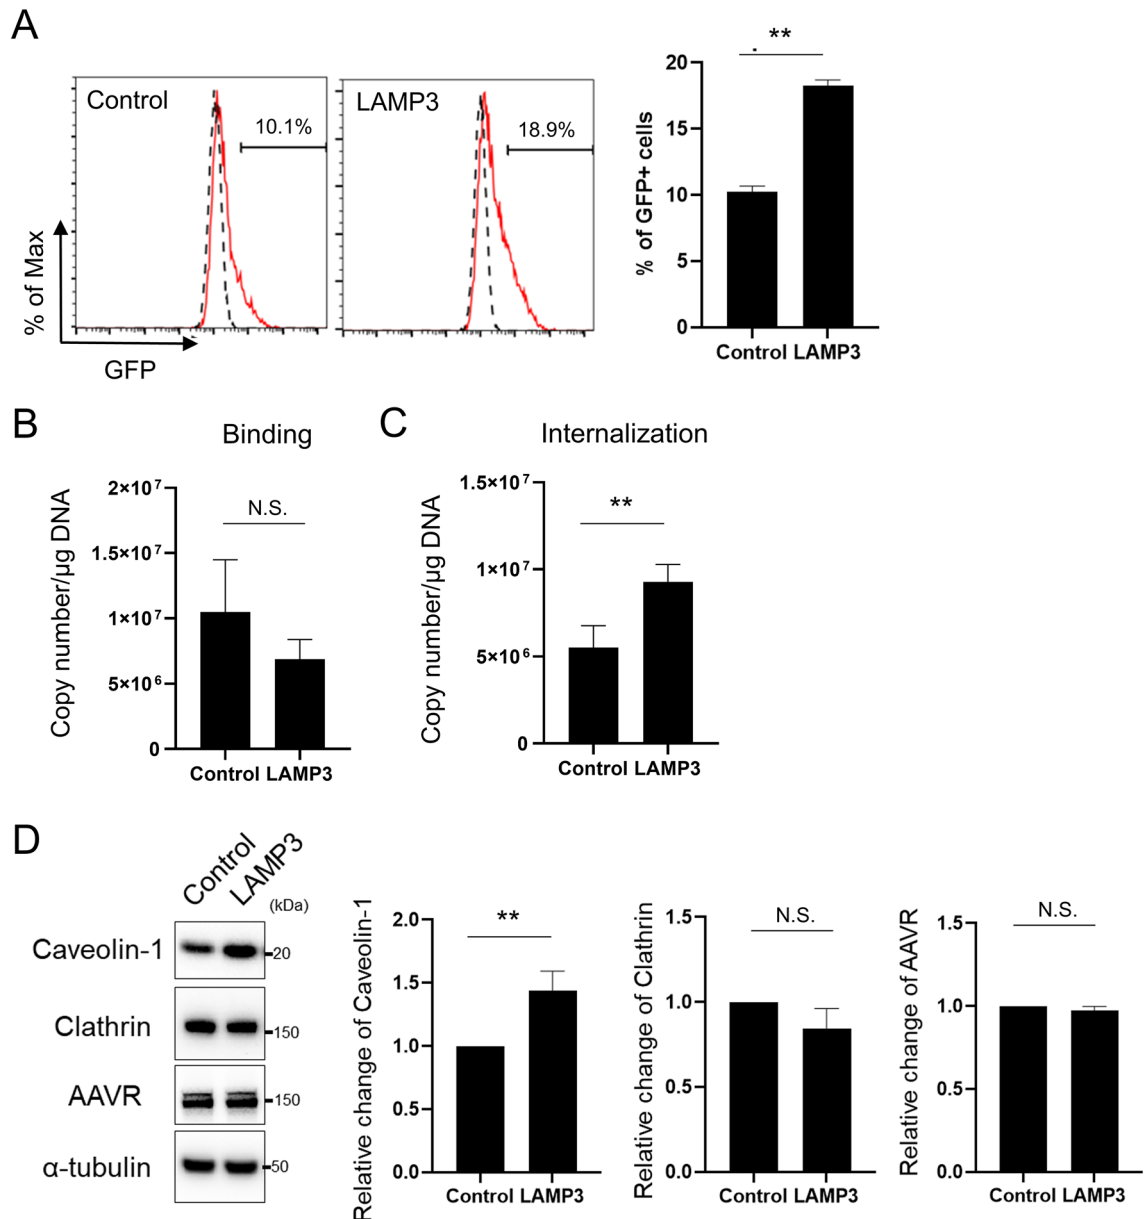 A
Control
10.1%
LAMP3
18.9%
% of Max
GFP
**
% of GFP+ cells
20
15
10
5
0
Control LAMP3
B
Binding
Copy number/µg DNA
2×10⁷
1.5×10⁷
1×10⁷
5×10⁶
0
N.S.
Control LAMP3
C
Internalization
Copy number/µg DNA
1.5×10⁷
1×10⁷
5×10⁶
0
**
Control LAMP3
D
Control
LAMP3
(kDa)
Caveolin-1
20
Clathrin
150
AAVR
150
α-tubulin
50
Relative change of Caveolin-1
2.0
1.5
1.0
0.5
0.0
**
Control LAMP3
Relative change of Clathrin
1.5
1.0
0.5
0.0
N.S.
Control LAMP3
Relative change of AAVR
1.5
1.0
0.5
0.0
N.S.
Control LAMP3